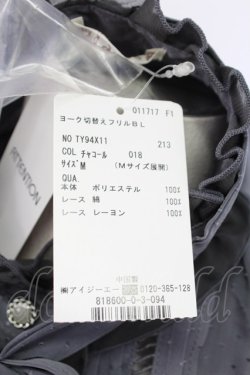 011717 F1
ヨーク切替えフリルBL
NO TY94X11 213
COL チャコール 018
サイズ M (Mサイズ展開)
QUA.
本体 ポリエステル 100%
レース 綿 100%
レース レーヨン 100%
中国製
㈱アイジーエー 0120-385-128
818600-0-3-094